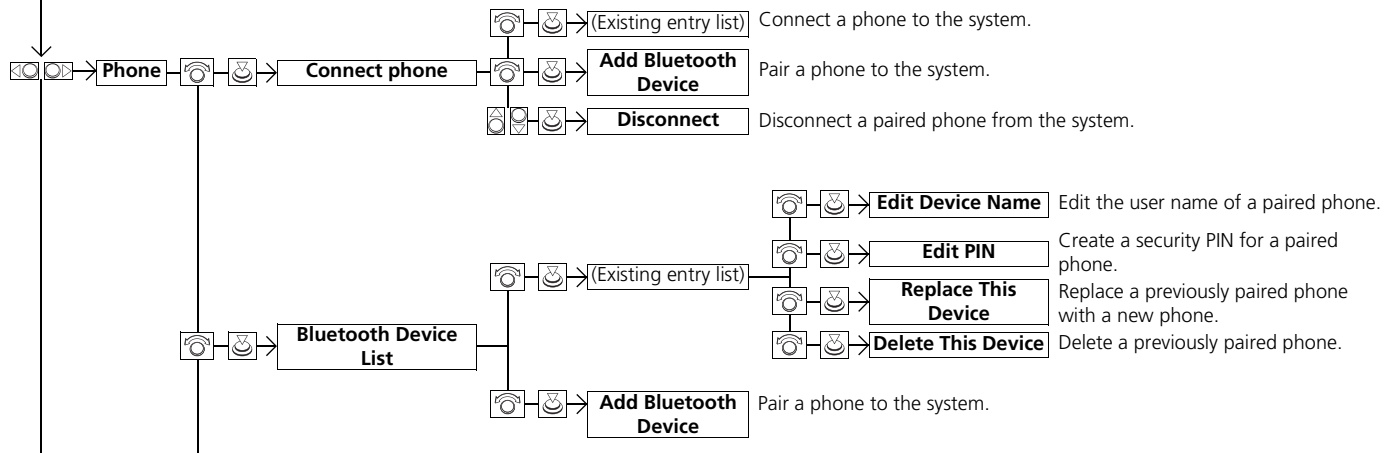 (Existing entry list) Connect a phone to the system.
Phone
Connect phone
Add Bluetooth
Device
Pair a phone to the system.
Disconnect
Disconnect a paired phone from the system.
Edit Device Name
Edit the user name of a paired phone.
Edit PIN
Create a security PIN for a paired
phone.
(Existing entry list)
Replace This
Device
Replace a previously paired phone
with a new phone.
Bluetooth Device
List
Delete This Device
Delete a previously paired phone.
Add Bluetooth
Device
Pair a phone to the system.